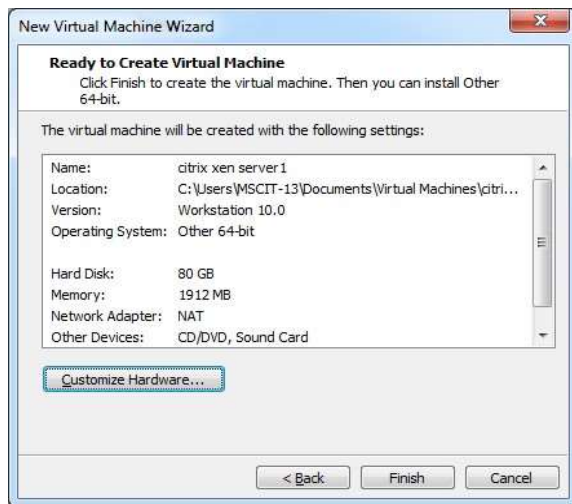 New Virtual Machine Wizard
Ready to Create Virtual Machine
Click Finish to create the virtual machine. Then you can install Other
64-bit.
The virtual machine will be created with the following settings:
Name: citrix xen server1
Location: C:\Users\MSCIT-13\Documents\Virtual Machines\citri...
Version: Workstation 10.0
Operating System: Other 64-bit
Hard Disk: 80 GB
Memory: 1912 MB
Network Adapter: NAT
Other Devices: CD/DVD, Sound Card
Customize Hardware...
< Back Finish Cancel